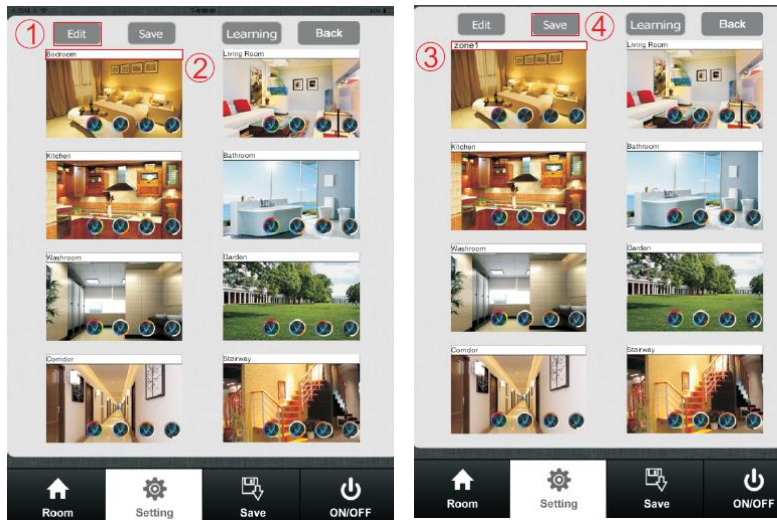 ① Edit Save Learning Back
Bedroom ② Living Room
Kitchen Bathroom
Washroom Garden
Corridor Stairway
Room Setting Save ON/OFF
Edit Save ④ Learning Back
③ zone1 Living Room
Kitchen Bathroom
Washroom Garden
Corridor Stairway
Room Setting Save ON/OFF